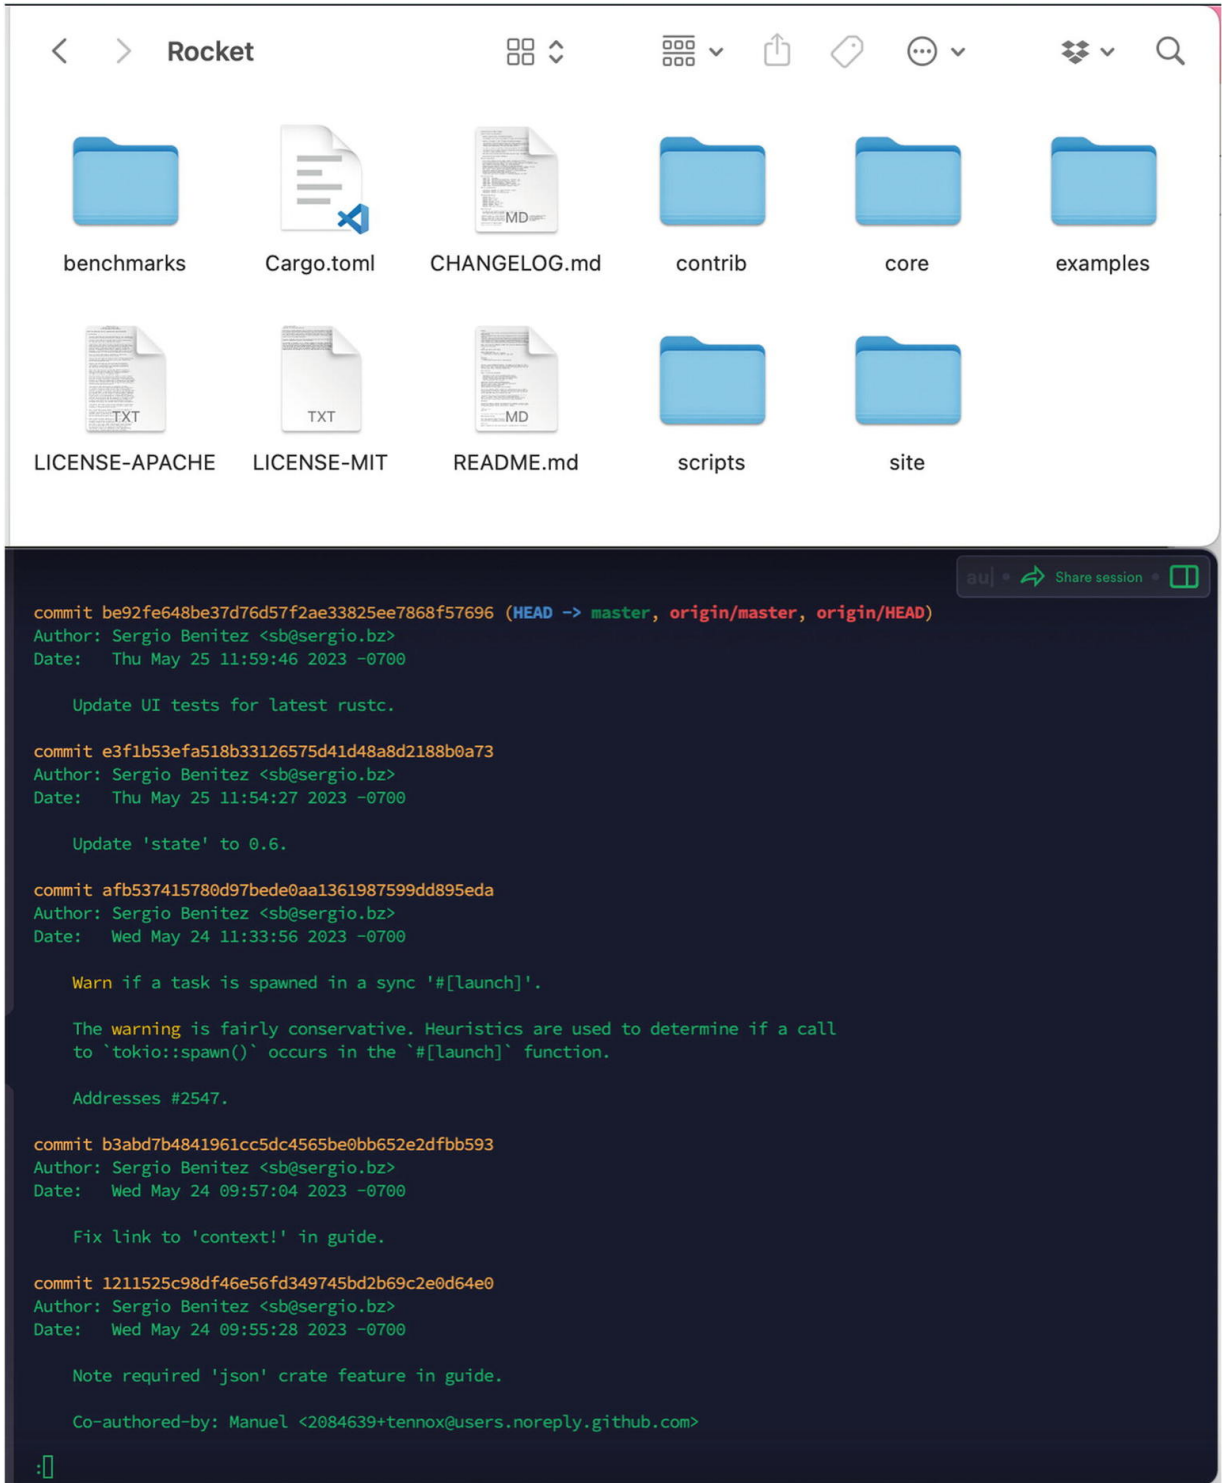 Rocket
benchmarks
Cargo.toml
MD
CHANGELOG.md
contrib
core
examples
TXT
LICENSE-APACHE
TXT
LICENSE-MIT
MD
README.md
scripts
site
au
Share session
commit be92fe648be37d76d57f2ae33825ee7868f57696 (HEAD -> master, origin/master, origin/HEAD)
Author: Sergio Benitez <sb@sergio.bz>
Date:   Thu May 25 11:59:46 2023 -0700
Update UI tests for latest rustc.
commit e3f1b53efa518b33126575d41d48a8d2188b0a73
Author: Sergio Benitez <sb@sergio.bz>
Date:   Thu May 25 11:54:27 2023 -0700
Update 'state' to 0.6.
commit afb537415780d97bede0aa1361987599dd895eda
Author: Sergio Benitez <sb@sergio.bz>
Date:   Wed May 24 11:33:56 2023 -0700
Warn if a task is spawned in a sync '#[launch]'.
The warning is fairly conservative. Heuristics are used to determine if a call
to `tokio::spawn()` occurs in the `#[launch]` function.
Addresses #2547.
commit b3abd7b4841961cc5dc4565be0bb652e2dfbb593
Author: Sergio Benitez <sb@sergio.bz>
Date:   Wed May 24 09:57:04 2023 -0700
Fix link to 'context!' in guide.
commit 1211525c98df46e56fd349745bd2b69c2e0d64e0
Author: Sergio Benitez <sb@sergio.bz>
Date:   Wed May 24 09:55:28 2023 -0700
Note required 'json' crate feature in guide.
Co-authored-by: Manuel <2084639+tennox@users.noreply.github.com>
: